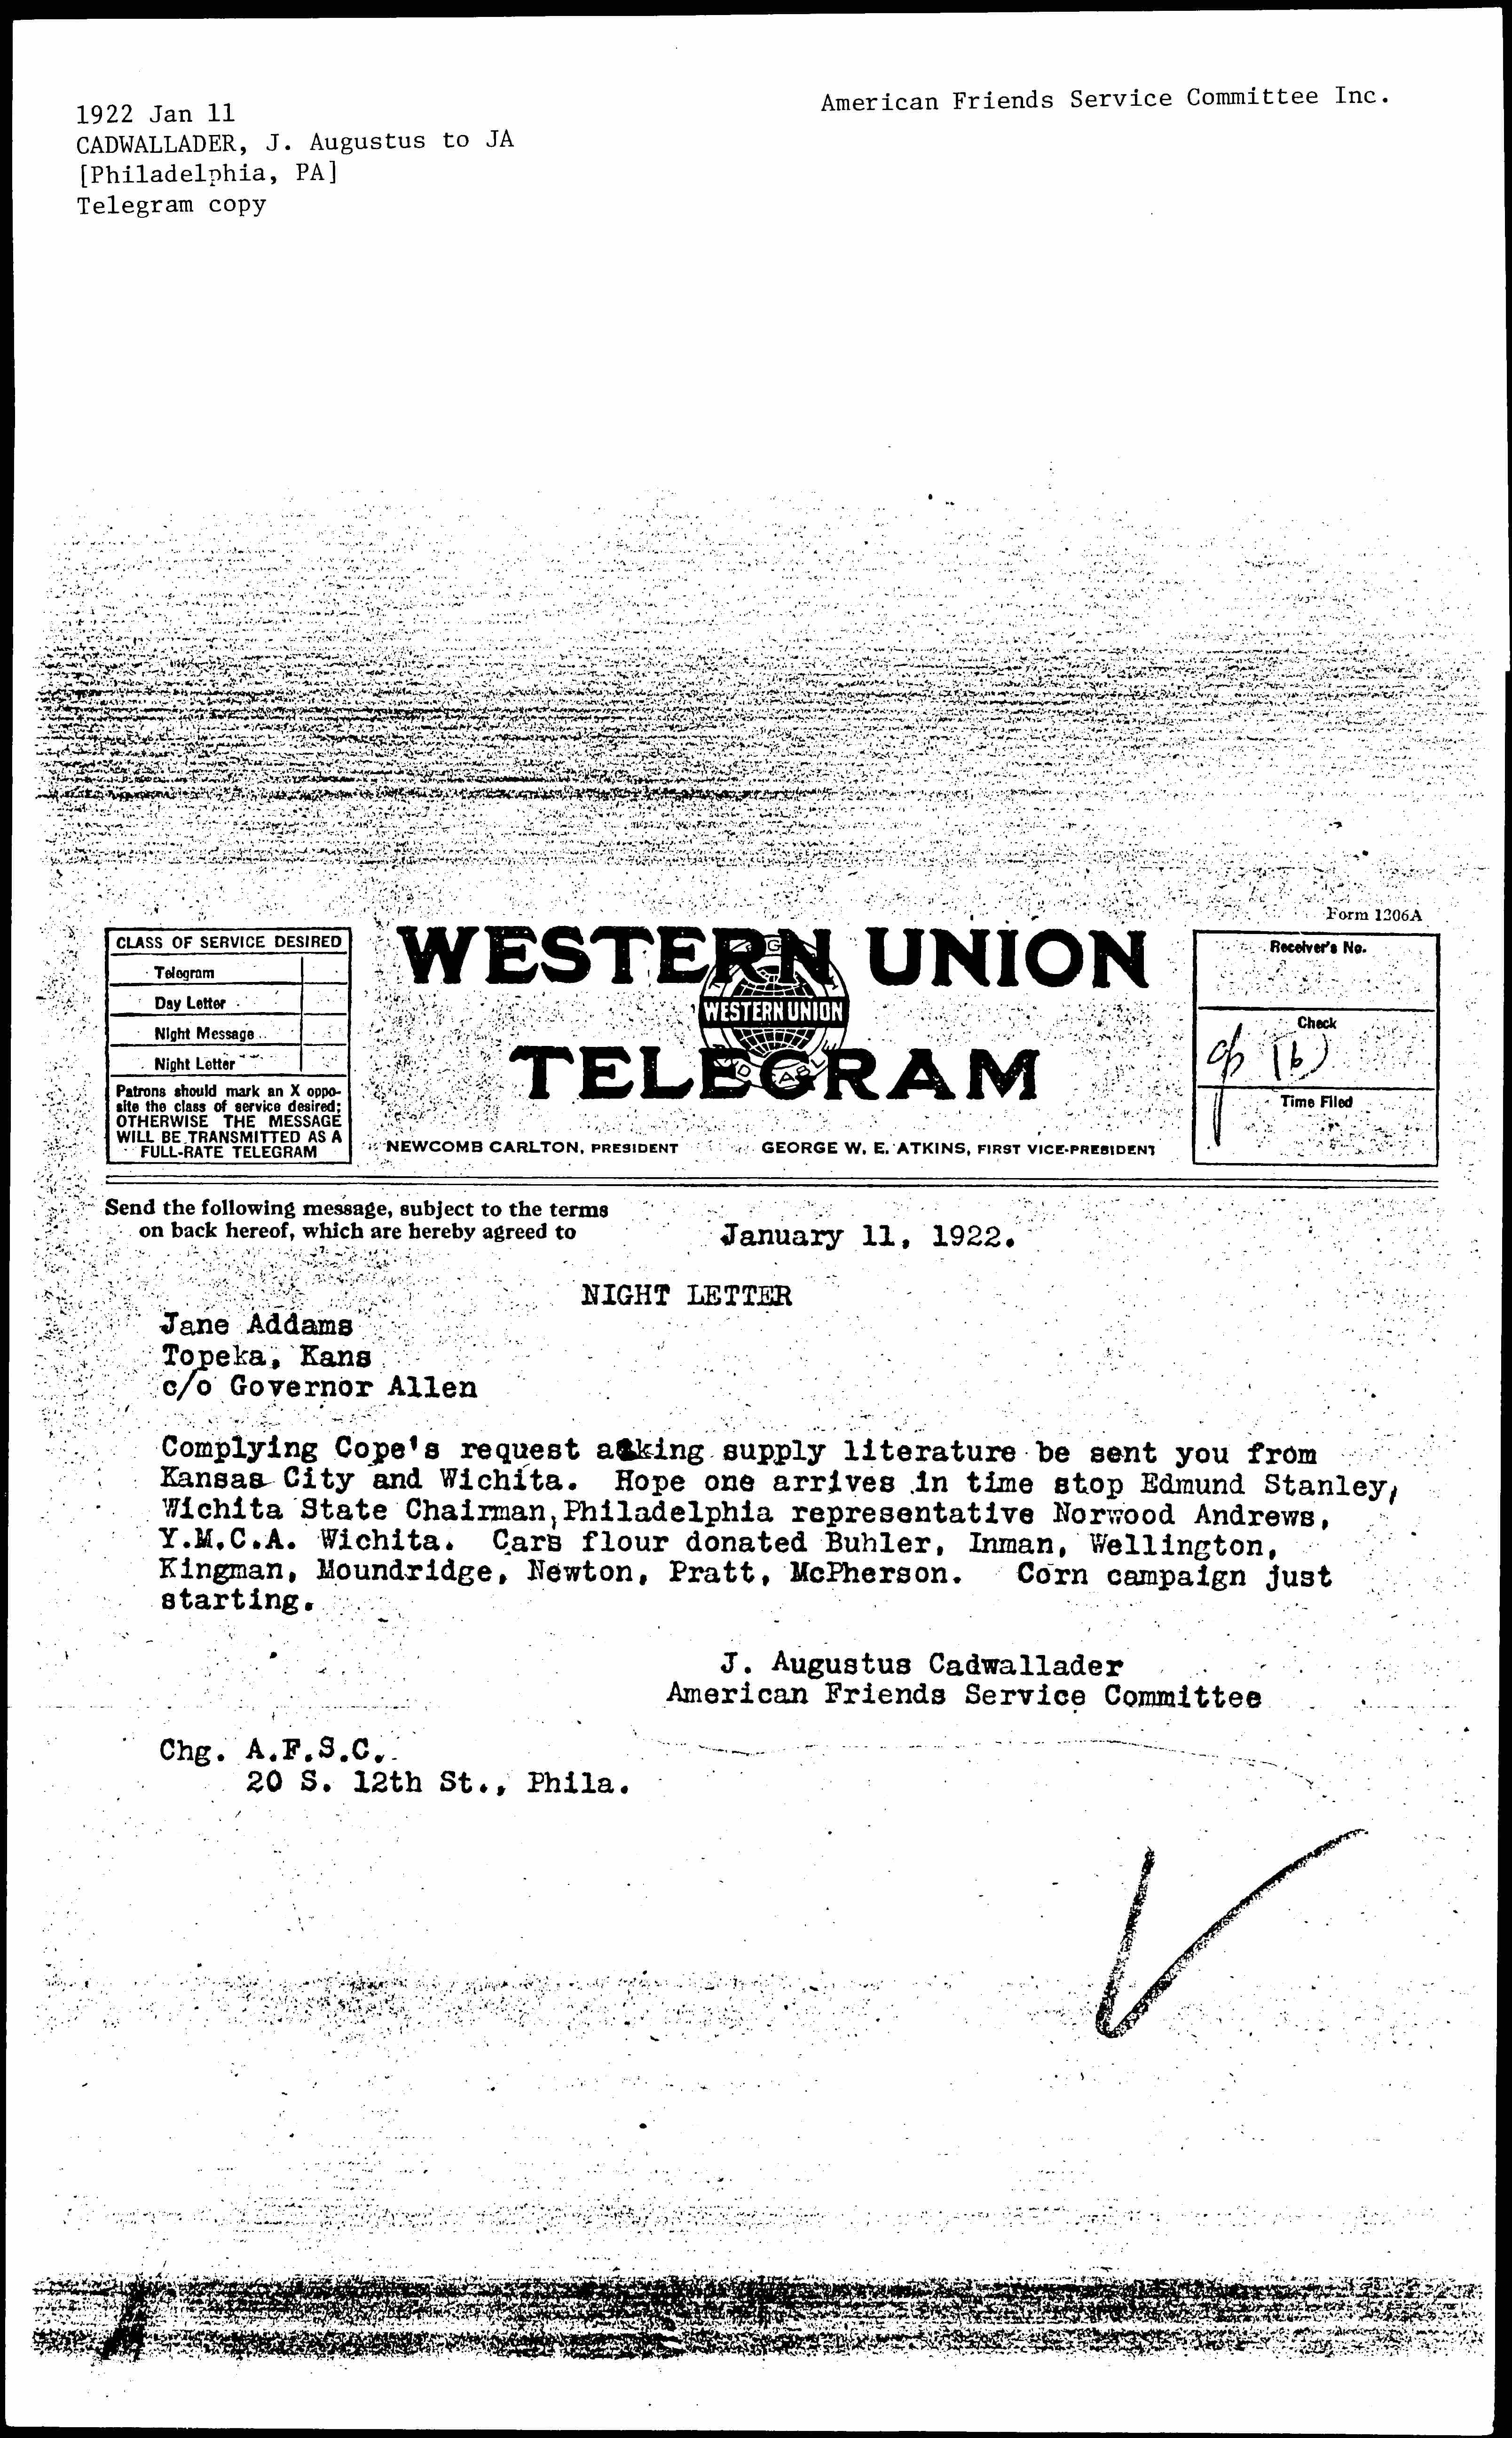 1922 Jan 11
CADWALLADER, J. Augustus to JA
[Philadelphia, PA]
Telegram copy
American Friends Service Committee Inc.
Form 1206A
CLASS OF SERVICE DESIRED
Telegram
Day Letter
Night Message
Night Letter
Patrons should mark an X oppo-
site the class of service desired;
OTHERWISE THE MESSAGE
WILL BE TRANSMITTED AS A
FULL-RATE TELEGRAM
WESTERN UNION
WESTERN UNION
TELEGRAM
NEWCOMB CARLTON, PRESIDENT
GEORGE W. E. ATKINS, FIRST VICE-PRESIDENT
Receiver's No.
Check
Time Filed
Send the following message, subject to the terms
on back hereof, which are hereby agreed to
January 11, 1922.
NIGHT LETTER
Jane Addams
Topeka, Kans
c/o Governor Allen
Complying Cope's request asking supply literature be sent you from
Kansas City and Wichita. Hope one arrives in time stop Edmund Stanley,
Wichita State Chairman, Philadelphia representative Norwood Andrews,
Y.M.C.A. Wichita. Cars flour donated Buhler, Inman, Wellington,
Kingman, Moundridge, Newton, Pratt, McPherson. Corn campaign just
starting.
J. Augustus Cadwallader
American Friends Service Committee
Chg. A.F.S.C.
20 S. 12th St., Phila.